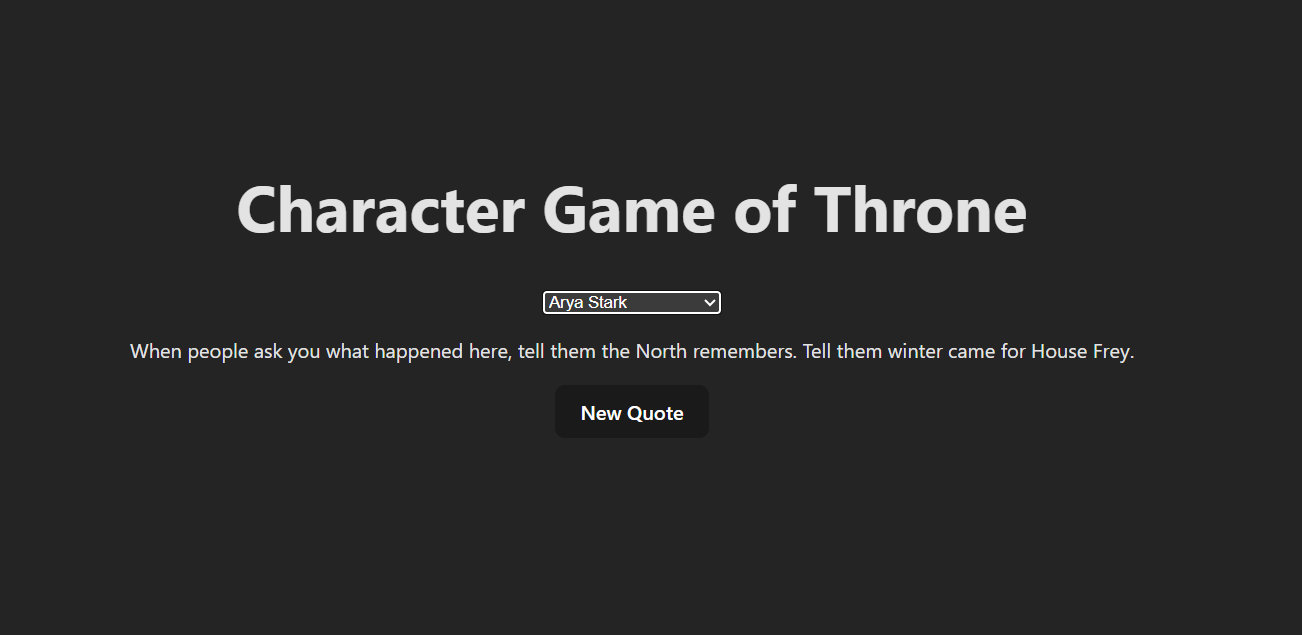 Character Game of Throne
Arya Stark
When people ask you what happened here, tell them the North remembers. Tell them winter came for House Frey.
New Quote